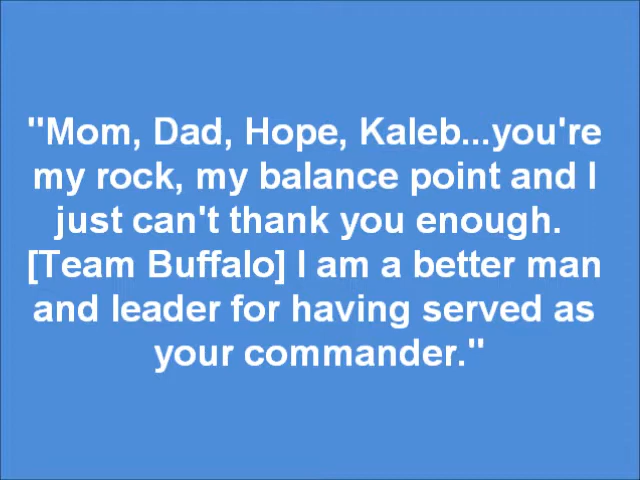 "Mom, Dad, Hope, Kaleb...you're
my rock, my balance point and I
just can't thank you enough.
[Team Buffalo] I am a better man
and leader for having served as
your commander."